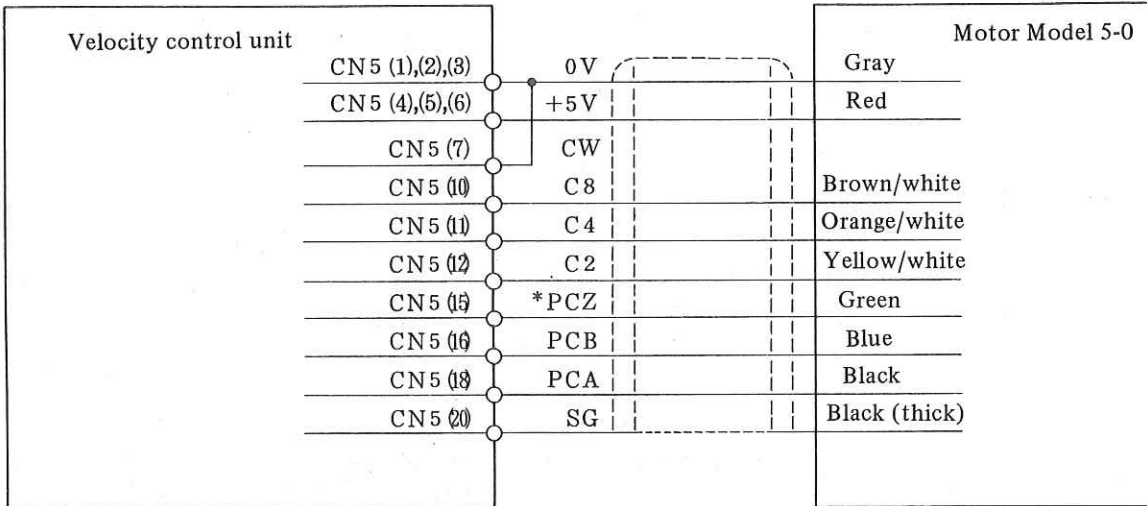 Velocity control unit
Motor Model 5-0
CN5 (1),(2),(3) 0V Gray
CN5 (4),(5),(6) +5V Red
CN5 (7) CW
CN5 (10) C8 Brown/white
CN5 (11) C4 Orange/white
CN5 (12) C2 Yellow/white
CN5 (15) *PCZ Green
CN5 (16) PCB Blue
CN5 (18) PCA Black
CN5 (20) SG Black (thick)